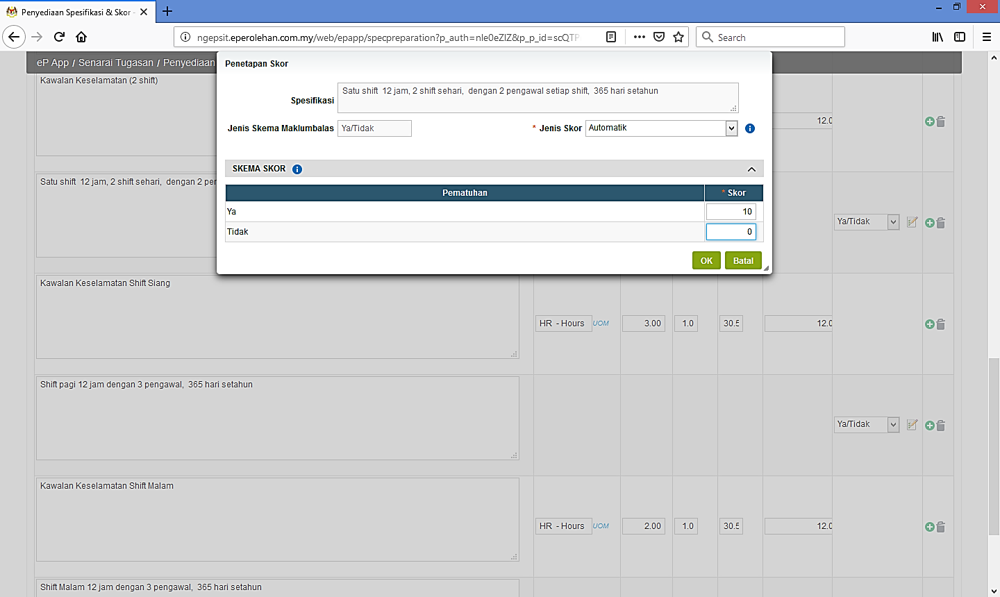 Penyediaan Spesifikasi & Skor -
ngepsit.eperolehan.com.my/web/epapp/specpreparation?p_auth=nle0eZlZ&p_p_id=scQTP
Search
eP App / Senarai Tugasan / Penyediaan
Penetapan Skor
Kawalan Keselamatan (2 shift)
Spesifikasi
Satu shift 12 jam, 2 shift sehari, dengan 2 pengawal setiap shift, 365 hari setahun
Jenis Skema Maklumbalas
Ya/Tidak
* Jenis Skor
Automatik
12.0
SKEMA SKOR
Satu shift 12 jam, 2 shift sehari, dengan 2 per
Pematuhan
* Skor
Ya
10
Tidak
0
Ya/Tidak
OK
Batal
Kawalan Keselamatan Shift Siang
HR - Hours
UOM
3.00
1.0
30.5
12.0
Shift pagi 12 jam dengan 3 pengawal, 365 hari setahun
Ya/Tidak
Kawalan Keselamatan Shift Malam
HR - Hours
UOM
2.00
1.0
30.5
12.0
Shift Malam 12 jam dengan 3 pengawal, 365 hari setahun